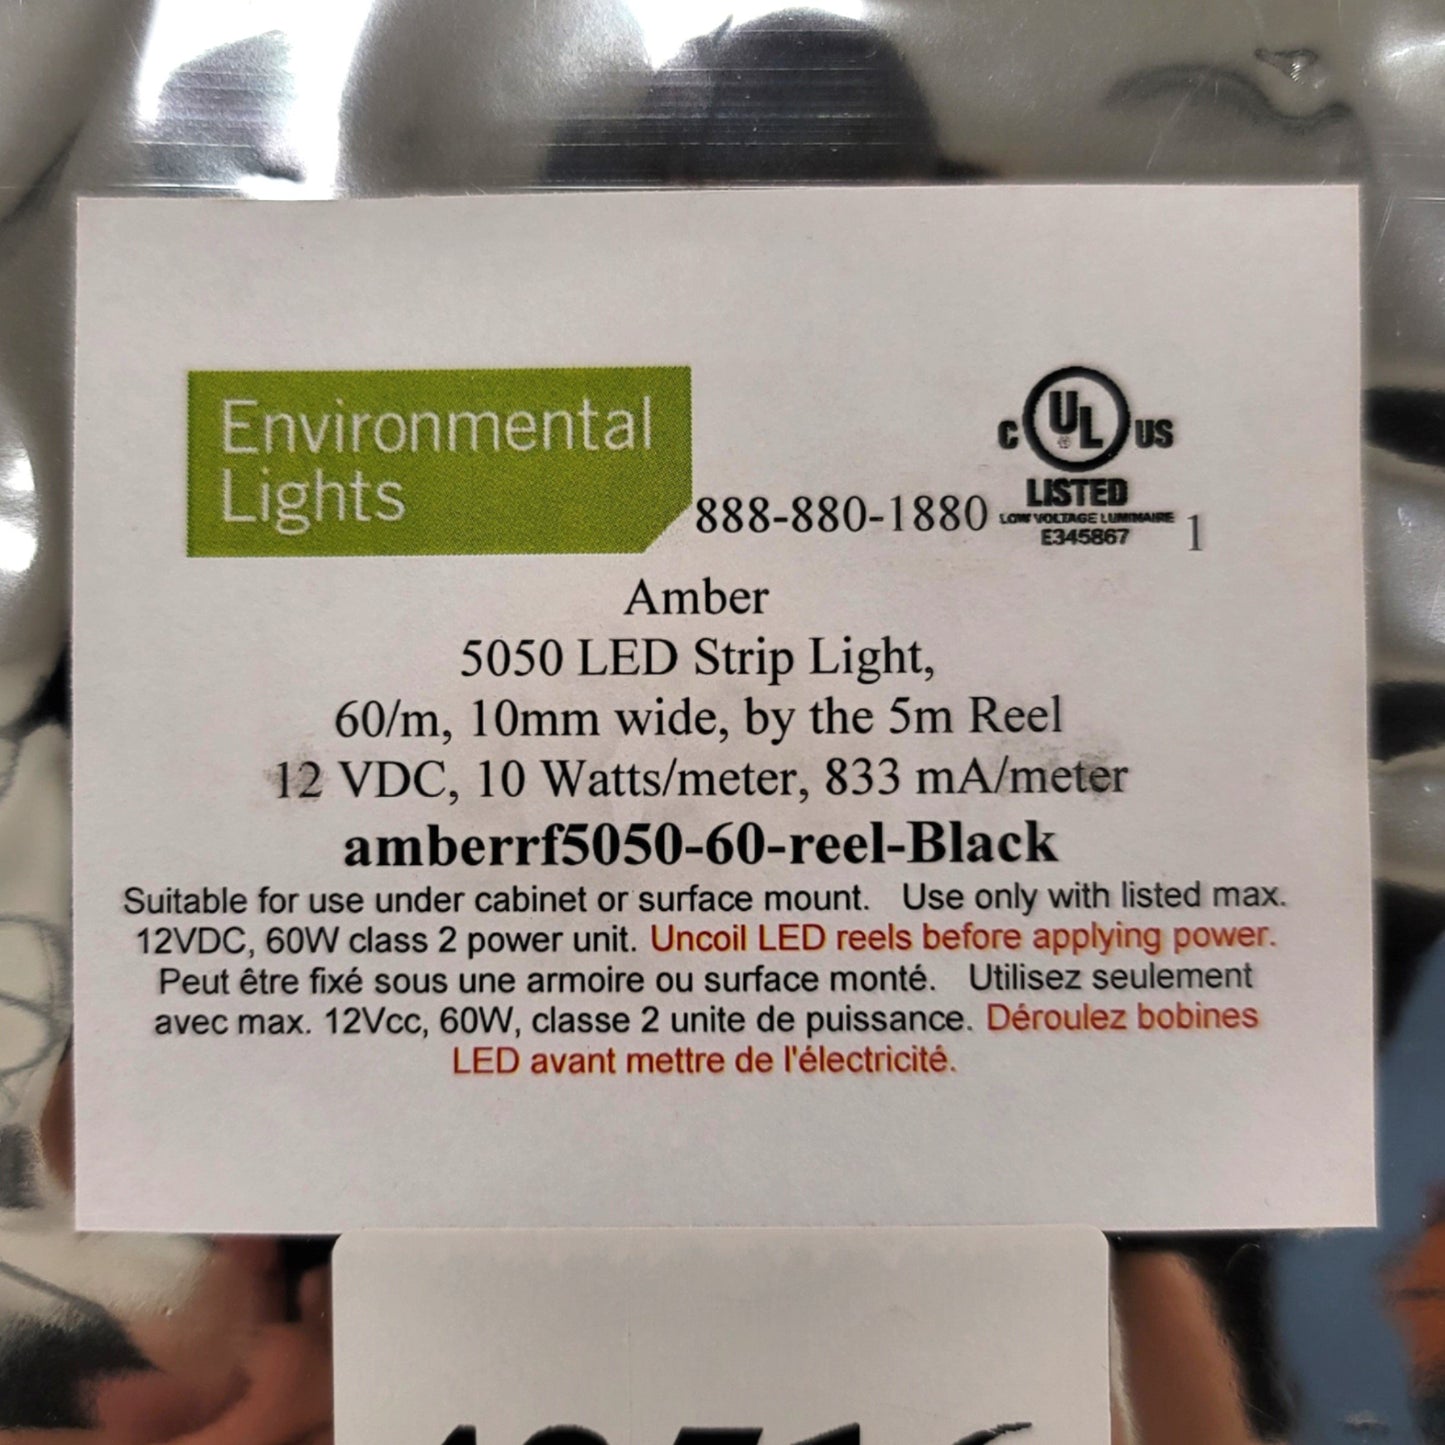 Environmental
Lights
888-880-1880
C UL US
LISTED
LOW VOLTAGE LUMINAIRE
E345867
1
Amber
5050 LED Strip Light,
60/m, 10mm wide, by the 5m Reel
12 VDC, 10 Watts/meter, 833 mA/meter
amberrf5050-60-reel-Black
Suitable for use under cabinet or surface mount. Use only with listed max.
12VDC, 60W class 2 power unit. Uncoil LED reels before applying power.
Peut être fixé sous une armoire ou surface monté. Utilisez seulement
avec max. 12Vcc, 60W, classe 2 unite de puissance. Déroulez bobines
LED avant mettre de l'électricité.